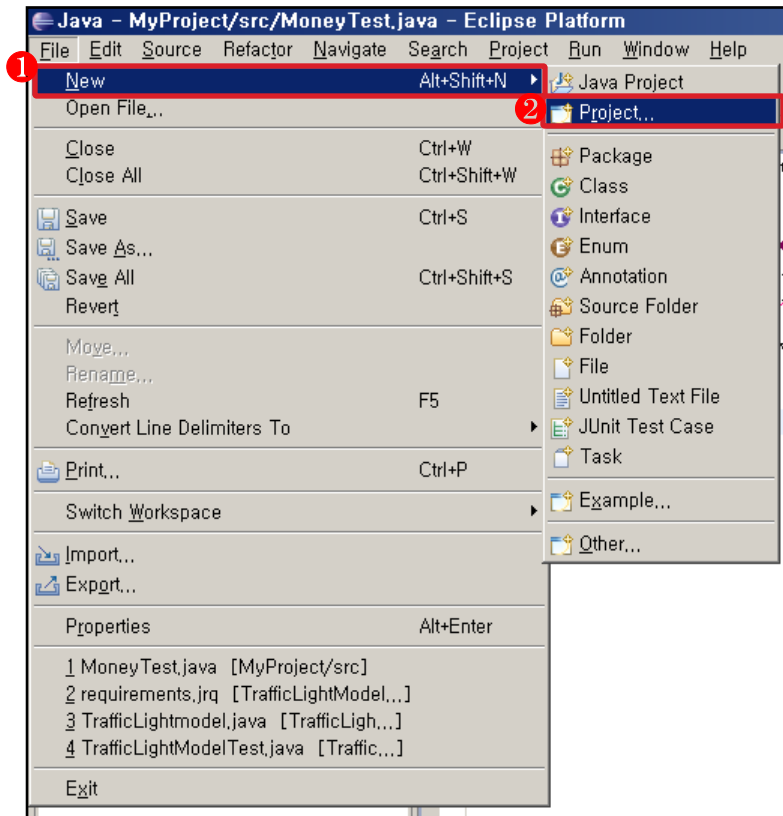 Java - MyProject/src/MoneyTest.java - Eclipse Platform
File Edit Source Refactor Navigate Search Project Run Window Help
1
New Alt+Shift+N
Open File...
Close Ctrl+W
Close All Ctrl+Shift+W
Save Ctrl+S
Save As...
Save All Ctrl+Shift+S
Revert
Move...
Rename...
Refresh F5
Convert Line Delimiters To
Print... Ctrl+P
Switch Workspace
Import...
Export...
Properties Alt+Enter
1 MoneyTest.java [MyProject/src]
2 requirements.jrq [TrafficLightModel...]
3 TrafficLightmodel.java [TrafficLigh...]
4 TrafficLightModelTest.java [Traffic...]
Exit
Java Project
2
Project...
Package
Class
Interface
Enum
Annotation
Source Folder
Folder
File
Untitled Text File
JUnit Test Case
Task
Example...
Other...